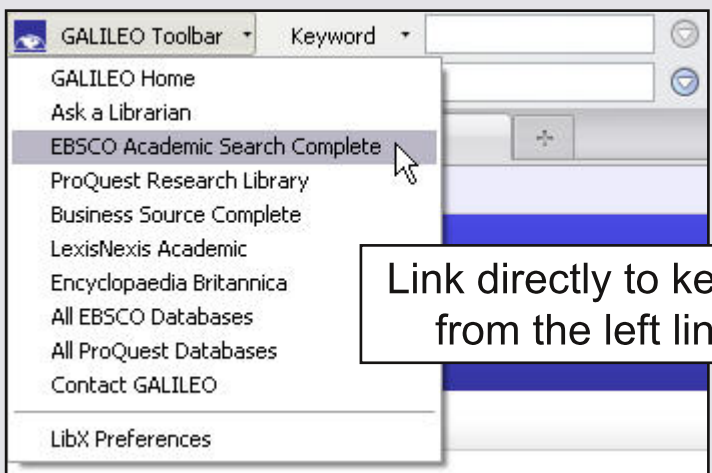 GALILEO Toolbar Keyword
GALILEO Home
Ask a Librarian
EBSCO Academic Search Complete
ProQuest Research Library
Business Source Complete
LexisNexis Academic
Encyclopaedia Britannica
All EBSCO Databases
All ProQuest Databases
Contact GALILEO
LibX Preferences
Link directly to ke
from the left lin